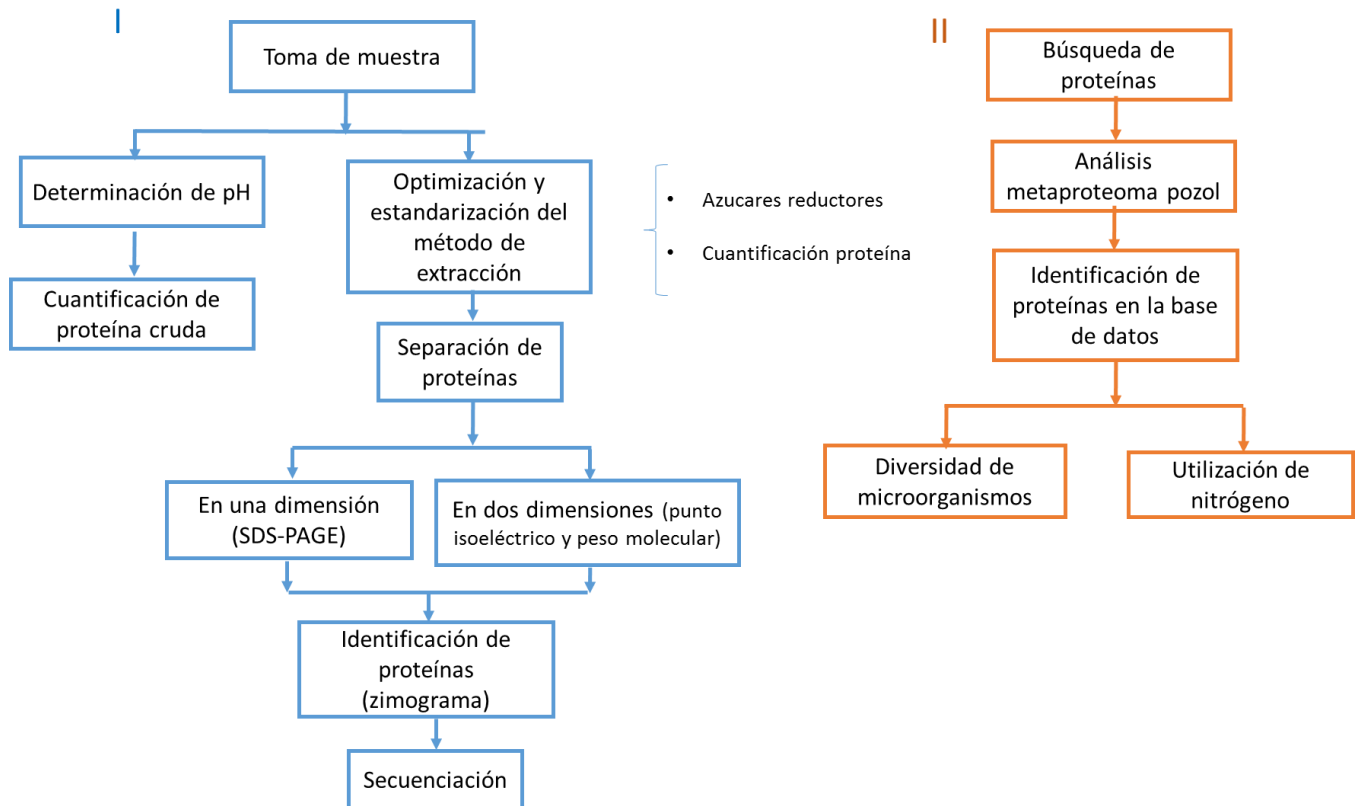 I
Toma de muestra
Determinación de pH
Cuantificación de
proteína cruda
Optimización y
estandarización del
método de
extracción
• Azucares reductores
• Cuantificación proteína
Separación de
proteínas
En una dimensión
(SDS-PAGE)
En dos dimensiones (punto
isoeléctrico y peso molecular)
Identificación de
proteínas
(zimograma)
Secuenciación
II
Búsqueda de
proteínas
Análisis
metaproteoma pozol
Identificación de
proteínas en la base
de datos
Diversidad de
microorganismos
Utilización de
nitrógeno